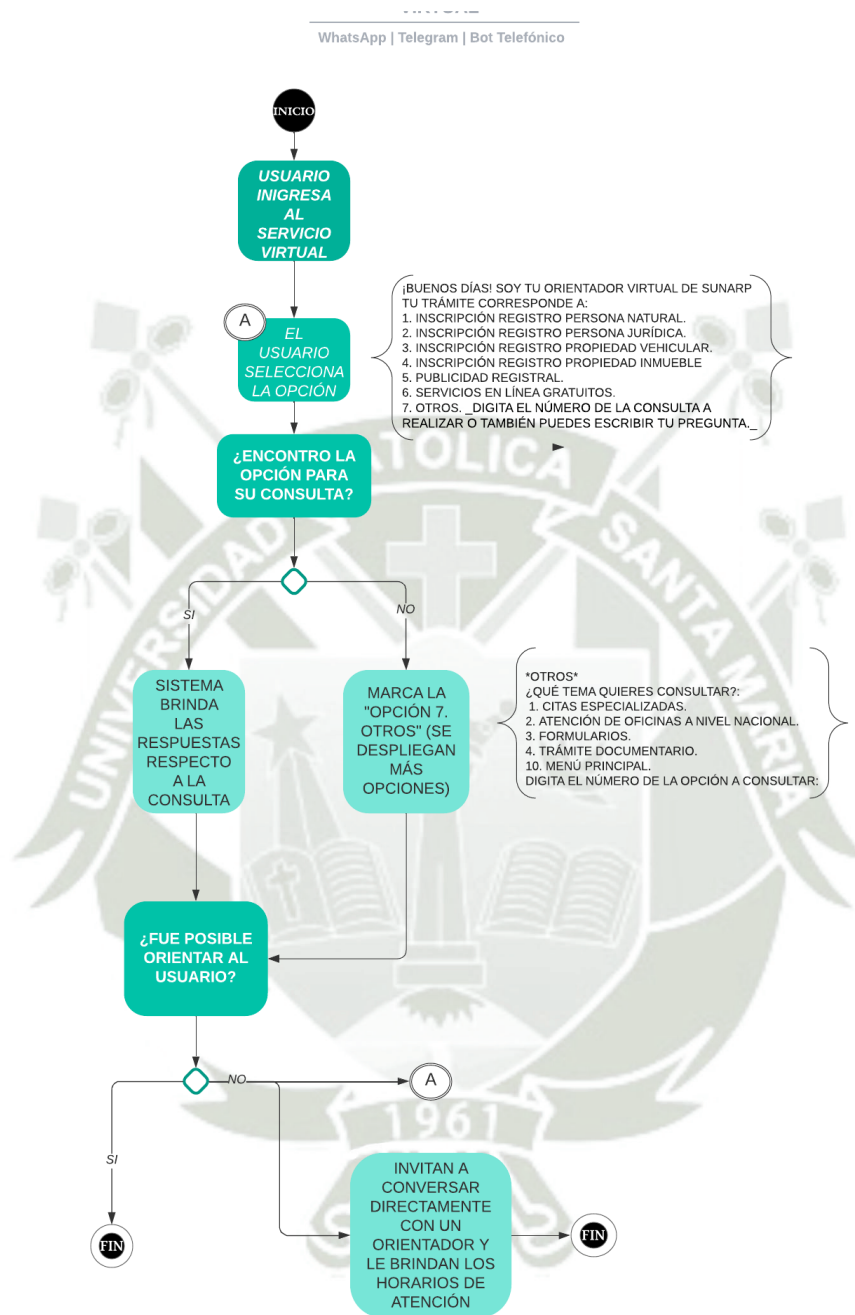 WhatsApp | Telegram | Bot Telefónico
INICIO
USUARIO
INIGRESA
AL
SERVICIO
VIRTUAL
A
EL
USUARIO
SELECCIONA
LA OPCIÓN
¡BUENOS DÍAS! SOY TU ORIENTADOR VIRTUAL DE SUNARP
TU TRÁMITE CORRESPONDE A:
1. INSCRIPCIÓN REGISTRO PERSONA NATURAL.
2. INSCRIPCIÓN REGISTRO PERSONA JURÍDICA.
3. INSCRIPCIÓN REGISTRO PROPIEDAD VEHICULAR.
4. INSCRIPCIÓN REGISTRO PROPIEDAD INMUEBLE
5. PUBLICIDAD REGISTRAL.
6. SERVICIOS EN LÍNEA GRATUITOS.
7. OTROS. _DIGITA EL NÚMERO DE LA CONSULTA A
REALIZAR O TAMBIÉN PUEDES ESCRIBIR TU PREGUNTA._
¿ENCONTRO LA
OPCIÓN PARA
SU CONSULTA?
SI
NO
SISTEMA
BRINDA
LAS
RESPUESTAS
RESPECTO
A LA
CONSULTA
MARCA LA
"OPCIÓN 7.
OTROS" (SE
DESPLIEGAN
MÁS
OPCIONES)
*OTROS*
¿QUÉ TEMA QUIERES CONSULTAR?:
1. CITAS ESPECIALIZADAS.
2. ATENCIÓN DE OFICINAS A NIVEL NACIONAL.
3. FORMULARIOS.
4. TRÁMITE DOCUMENTARIO.
10. MENÚ PRINCIPAL.
DIGITA EL NÚMERO DE LA OPCIÓN A CONSULTAR:
¿FUE POSIBLE
ORIENTAR AL
USUARIO?
NO
A
SI
INVITAN A
CONVERSAR
DIRECTAMENTE
CON UN
ORIENTADOR Y
LE BRINDAN LOS
HORARIOS DE
ATENCIÓN
FIN
FIN
UNIVERSIDAD CATOLICA SANTA MARIA
1961